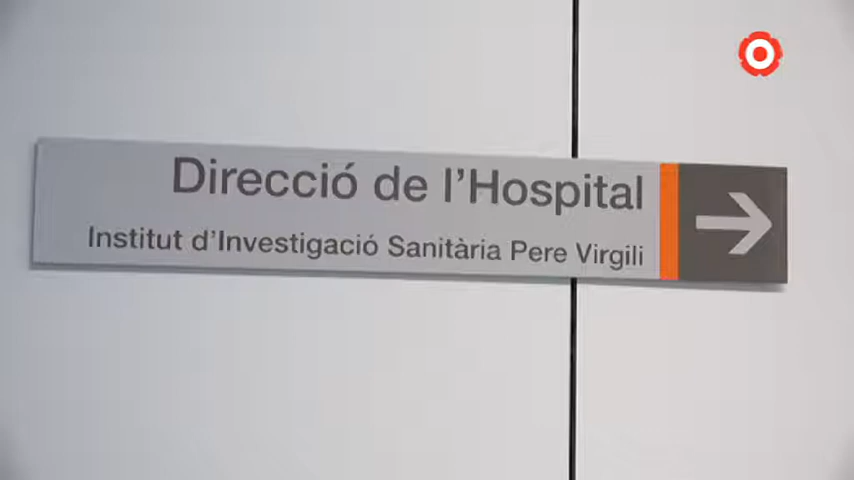 Direcció de l'Hospital
Institut d'Investigació Sanitària Pere Virgili